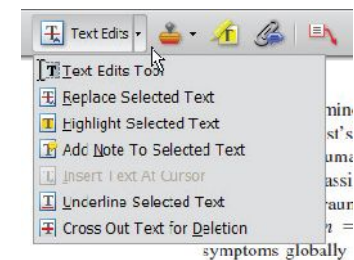 Text Edits
Text Edits Tool
Replace Selected Text
Highlight Selected Text
Add Note To Selected Text
Insert Text At Cursor
Underline Selected Text
Cross Out Text for Deletion
symptoms globally